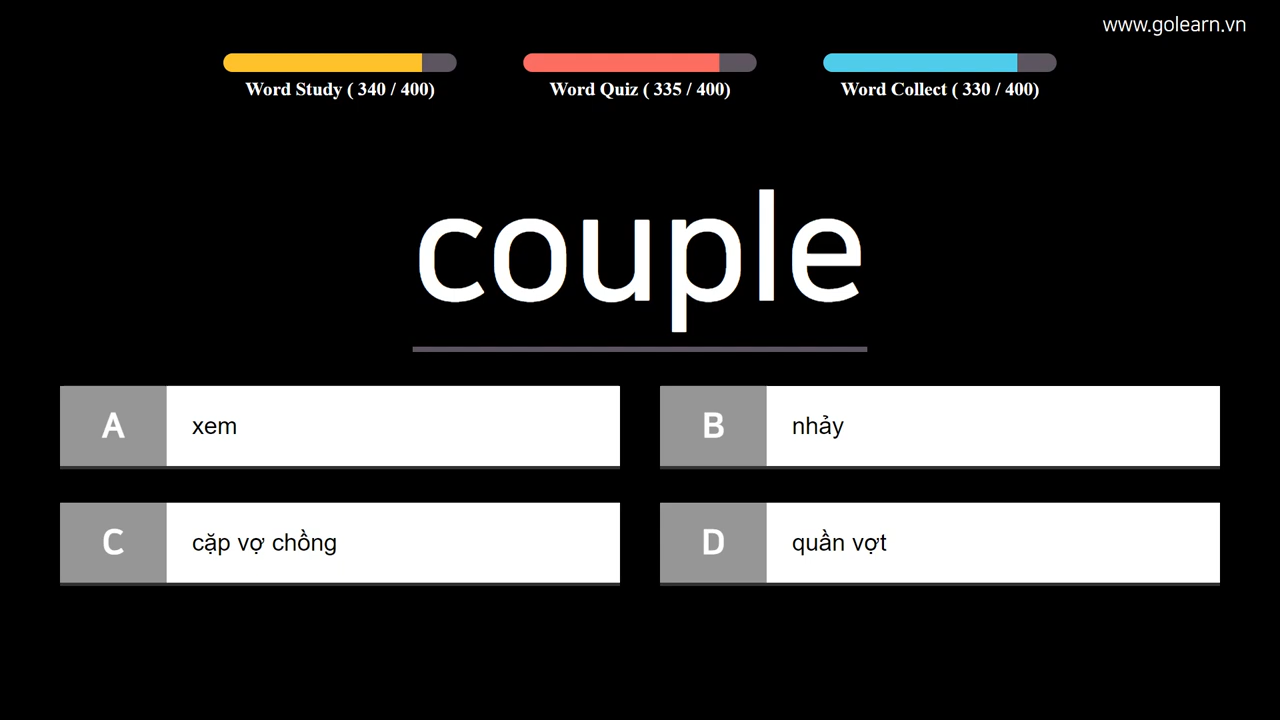 www.golearn.vn
Word Study ( 340 / 400)
Word Quiz ( 335 / 400)
Word Collect ( 330 / 400)
couple
A xem
B nhảy
C cặp vợ chồng
D quần vợt